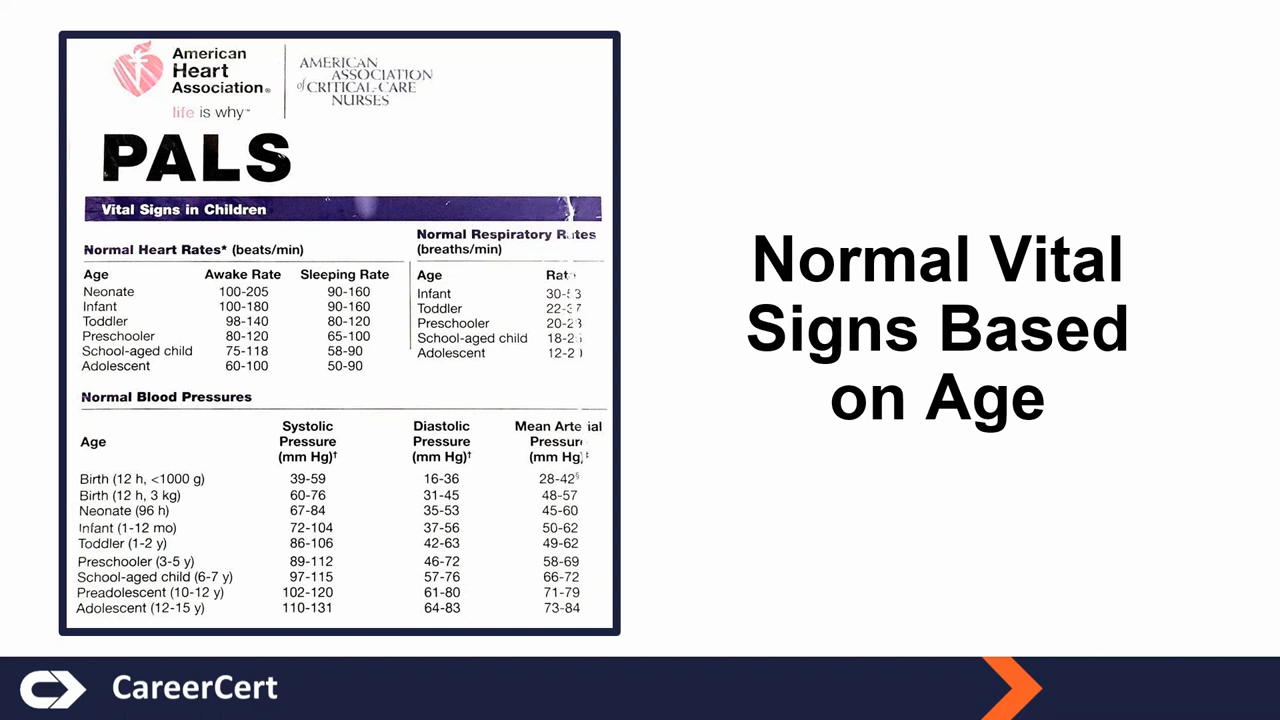 American
Heart
Association®
life is why™
AMERICAN
ASSOCIATION
of CRITICAL-CARE
NURSES
PALS
Vital Signs in Children
Normal Heart Rates* (beats/min)
Age Awake Rate Sleeping Rate
Neonate 100-205 90-160
Infant 100-180 90-160
Toddler 98-140 80-120
Preschooler 80-120 65-100
School-aged child 75-118 58-90
Adolescent 60-100 50-90
Normal Respiratory Rates
(breaths/min)
Age Rate
Infant
Toddler
Preschooler
School-aged child
Adolescent
Normal Blood Pressures
Age Systolic Pressure (mm Hg)† Diastolic Pressure (mm Hg)† Mean Arterial Pressure (mm Hg)‡
Birth (12 h, <1000 g) 39-59 16-36 28-42§
Birth (12 h, 3 kg) 60-76 31-45 48-57
Neonate (96 h) 67-84 35-53 45-60
Infant (1-12 mo) 72-104 37-56 50-62
Toddler (1-2 y) 86-106 42-63 49-62
Preschooler (3-5 y) 89-112 46-72 58-69
School-aged child (6-7 y) 97-115 57-76 66-72
Preadolescent (10-12 y) 102-120 61-80 71-79
Adolescent (12-15 y) 110-131 64-83 73-84
Normal Vital
Signs Based
on Age
CareerCert